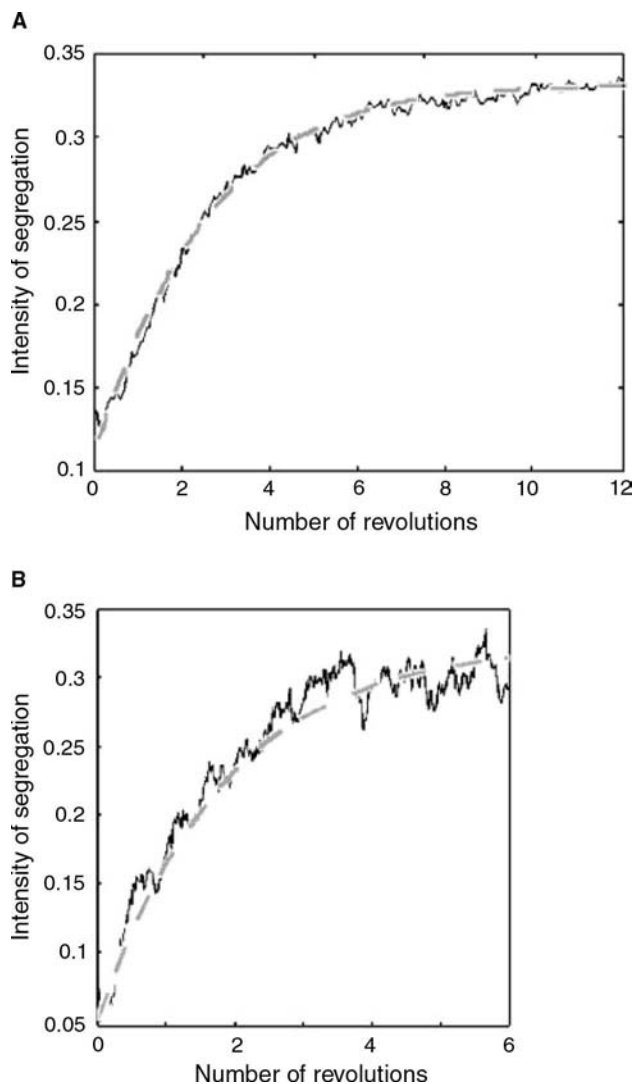 A
0.35
0.3
0.25
0.2
0.15
0.1
Intensity of segregation
0 2 4 6 8 10 12
Number of revolutions
B
0.35
0.3
0.25
0.2
0.15
0.1
0.05
Intensity of segregation
0 2 4 6
Number of revolutions